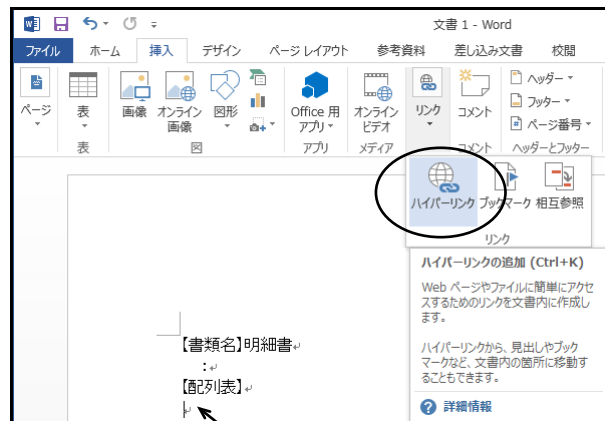 文書 1 - Word
ファイル ホーム 挿入 デザイン ページ レイアウト 参考資料 差し込み文書 校閲
ページ 表 画像 オンライン 画像 図形 Office 用 アプリ オンライン ビデオ リンク コメント ヘッダー
フッター
ページ番号
表 図 アプリ メディア コメント ヘッダーとフッター
ハイパーリンク ブックマーク 相互参照
リンク
ハイパーリンクの追加 (Ctrl+K)
Web ページやファイルに簡単にアクセ
スするためのリンクを文書内に作成し
ます。
ハイパーリンクから、見出しやブック
マークなど、文書内の箇所に移動す
ることもできます。
詳細情報
【書類名】明細書
:
【配列表】